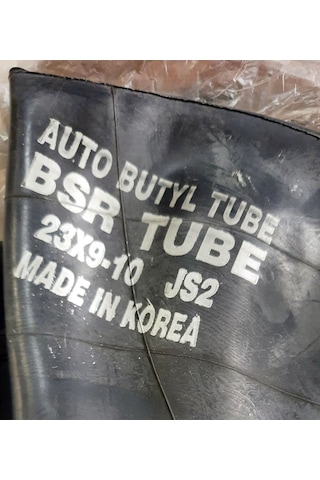 AUTO BUTYL TUBE
BSR TUBE
23X9-10 JS2
MADE IN KOREA